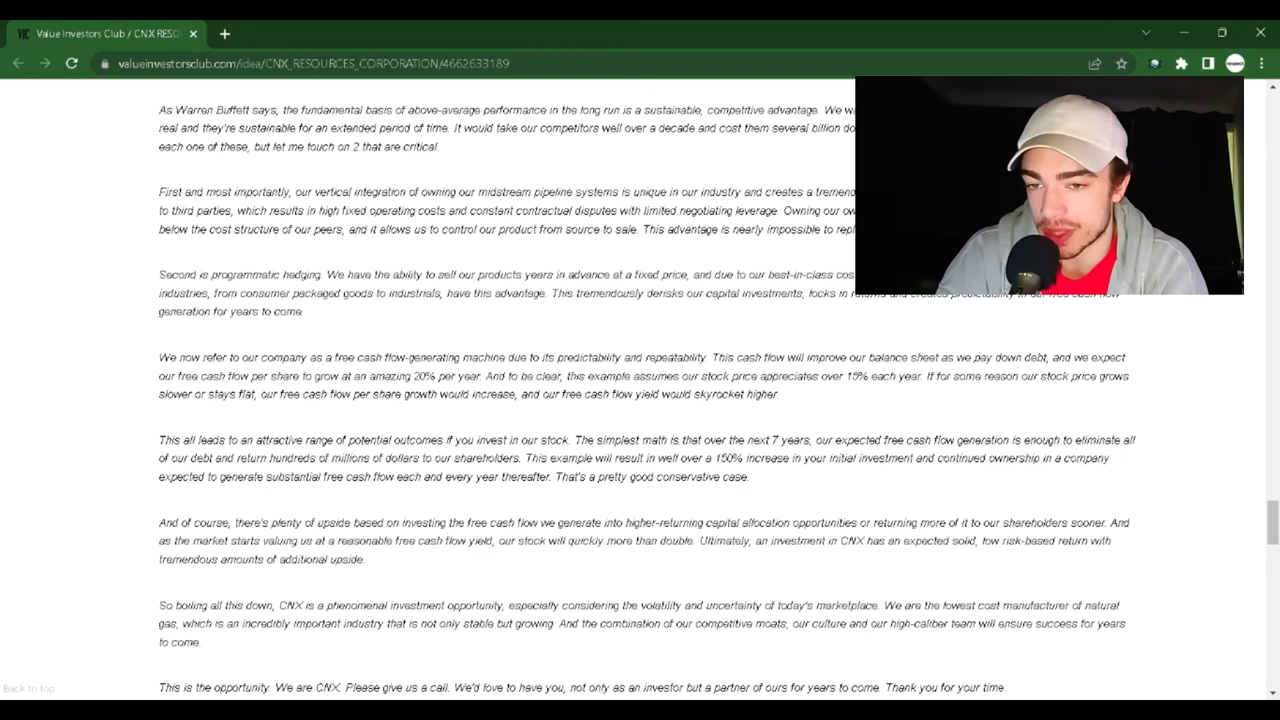 VIC Value Investors Club / CNX RESO
valueinvestorsclub.com/idea/CNX_RESOURCES_CORPORATION/4662633189
As Warren Buffett says, the fundamental basis of above-average performance in the long run is a sustainable, competitive advantage. We wa
real and they're sustainable for an extended period of time. It would take our competitors well over a decade and cost them several billion do
each one of these, but let me touch on 2 that are critical.
First and most importantly, our vertical integration of owning our midstream pipeline systems is unique in our industry and creates a tremend
to third parties, which results in high fixed operating costs and constant contractual disputes with limited negotiating leverage. Owning our ow
below the cost structure of our peers, and it allows us to control our product from source to sale. This advantage is nearly impossible to repl
Second is programmatic hedging. We have the ability to sell our products years in advance at a fixed price, and due to our best-in-class cos
industries, from consumer packaged goods to industrials, have this advantage. This tremendously derisks our capital investments, locks in returns and creates predictability in our free cash flow
generation for years to come.
We now refer to our company as a free cash flow-generating machine due to its predictability and repeatability. This cash flow will improve our balance sheet as we pay down debt, and we expect
our free cash flow per share to grow at an amazing 20% per year. And to be clear, this example assumes our stock price appreciates over 15% each year. If for some reason our stock price grows
slower or stays flat, our free cash flow per share growth would increase, and our free cash flow yield would skyrocket higher.
This all leads to an attractive range of potential outcomes if you invest in our stock. The simplest math is that over the next 7 years, our expected free cash flow generation is enough to eliminate all
of our debt and return hundreds of millions of dollars to our shareholders. This example will result in well over a 150% increase in your initial investment and continued ownership in a company
expected to generate substantial free cash flow each and every year thereafter. That's a pretty good conservative case.
And of course, there's plenty of upside based on investing the free cash flow we generate into higher-returning capital allocation opportunities or returning more of it to our shareholders sooner. And
as the market starts valuing us at a reasonable free cash flow yield, our stock will quickly more than double. Ultimately, an investment in CNX has an expected solid, low risk-based return with
tremendous amounts of additional upside.
So boiling all this down, CNX is a phenomenal investment opportunity, especially considering the volatility and uncertainty of today's marketplace. We are the lowest cost manufacturer of natural
gas, which is an incredibly important industry that is not only stable but growing. And the combination of our competitive moats, our culture and our high-caliber team will ensure success for years
to come.
This is the opportunity. We are CNX. Please give us a call. We'd love to have you, not only as an investor but a partner of ours for years to come. Thank you for your time.
Back to top